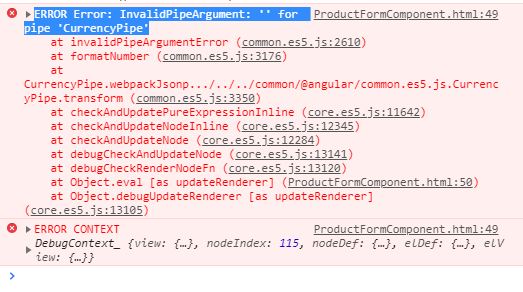 ERROR Error: InvalidPipeArgument: '' for ProductFormComponent.html:49
pipe 'CurrencyPipe'
at invalidPipeArgumentError (common.es5.js:2610)
at formatNumber (common.es5.js:3176)
at
CurrencyPipe.webpackJsonp.../../../common/@angular/common.es5.js.Curren
cyPipe.transform (common.es5.js:3350)
at checkAndUpdatePureExpressionInline (core.es5.js:11642)
at checkAndUpdateNodeInline (core.es5.js:12345)
at checkAndUpdateNode (core.es5.js:12284)
at debugCheckAndUpdateNode (core.es5.js:13141)
at debugCheckRenderNodeFn (core.es5.js:13120)
at Object.eval [as updateRenderer] (ProductFormComponent.html:50)
at Object.debugUpdateRenderer [as updateRenderer]
(core.es5.js:13105)
ERROR CONTEXT ProductFormComponent.html:49
DebugContext_ {view: {…}, nodeIndex: 115, nodeDef: {…}, elDef: {…}, elV
iew: {…}}